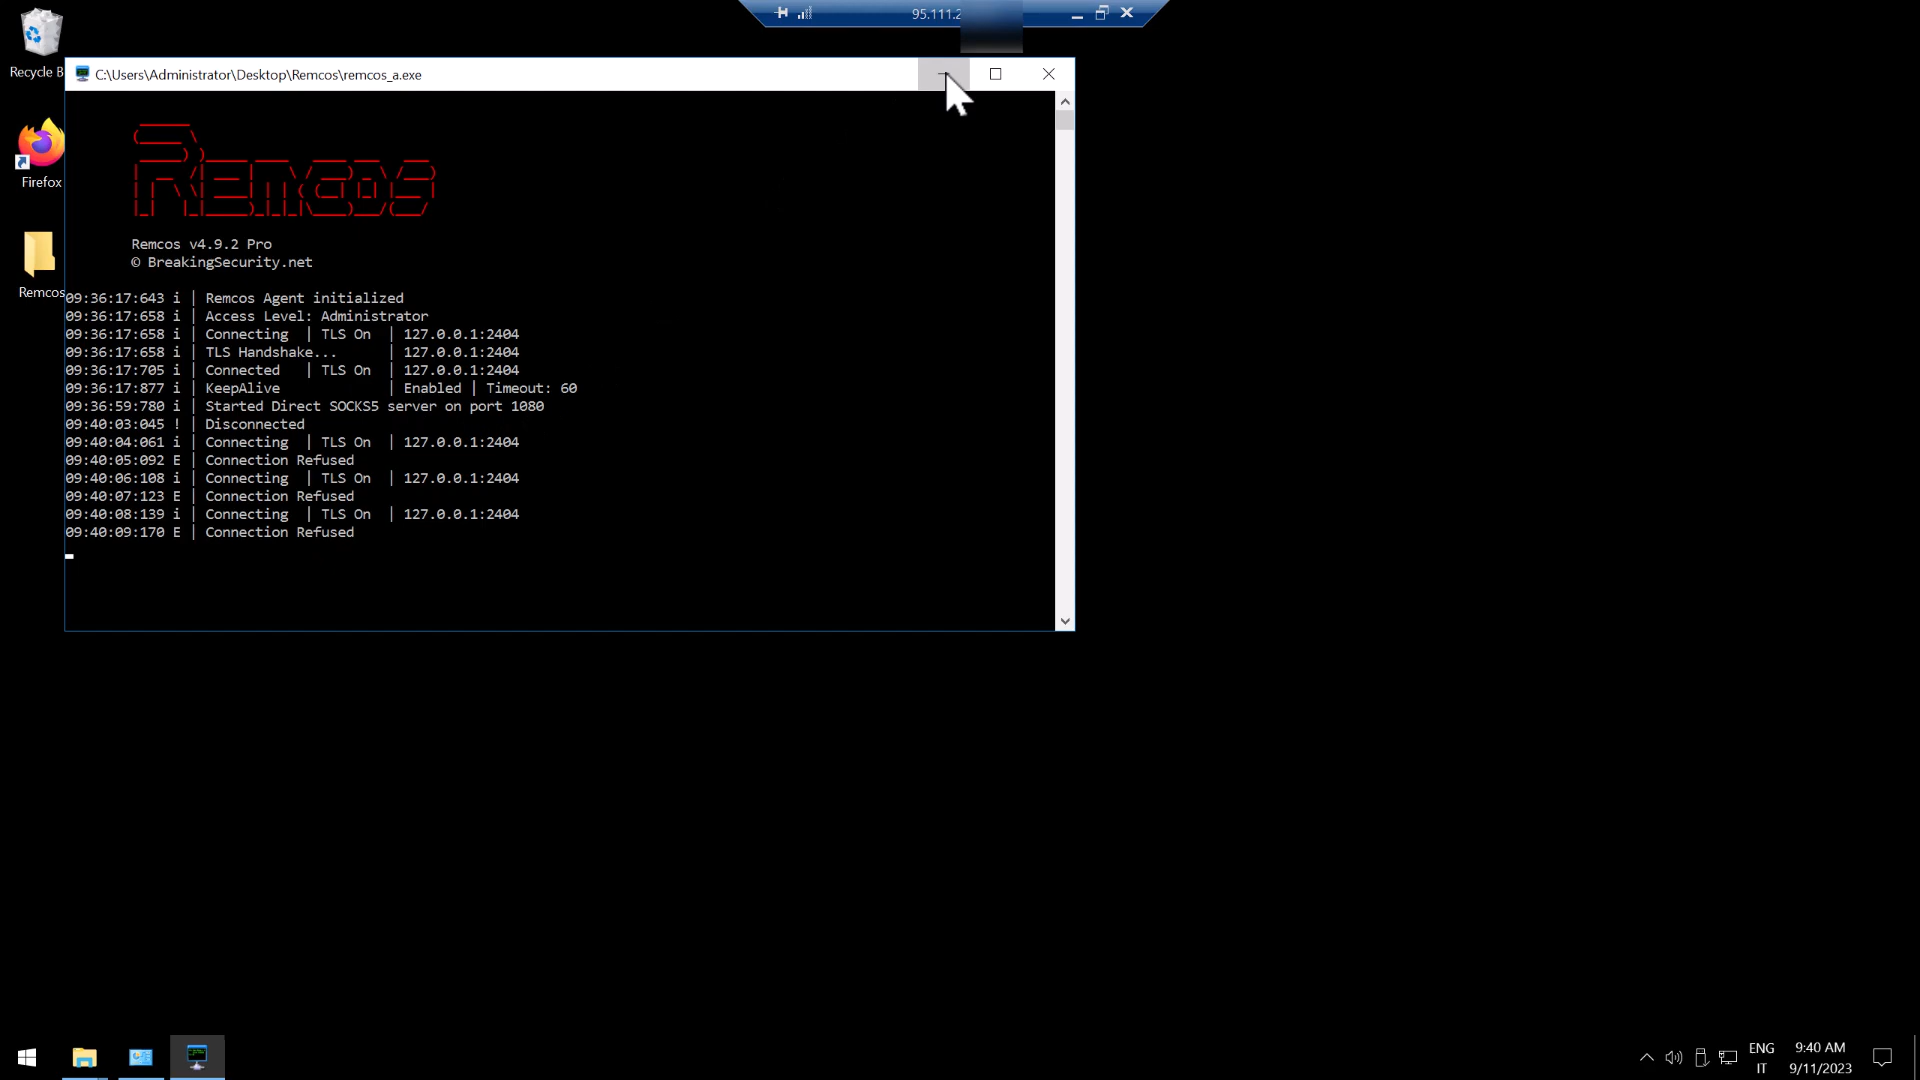 95.111.2
Recycle B
C:\Users\Administrator\Desktop\Remcos\remcos_a.exe
Firefox
Remcos
Remcos
Remcos v4.9.2 Pro
© BreakingSecurity.net
09:36:17:643 i | Remcos Agent initialized
09:36:17:658 i | Access Level: Administrator
09:36:17:658 i | Connecting | TLS On | 127.0.0.1:2404
09:36:17:658 i | TLS Handshake... | 127.0.0.1:2404
09:36:17:705 i | Connected | TLS On | 127.0.0.1:2404
09:36:17:877 i | KeepAlive | Enabled | Timeout: 60
09:36:59:780 i | Started Direct SOCKS5 server on port 1080
09:40:03:045 ! | Disconnected
09:40:04:061 i | Connecting | TLS On | 127.0.0.1:2404
09:40:05:092 E | Connection Refused
09:40:06:108 i | Connecting | TLS On | 127.0.0.1:2404
09:40:07:123 E | Connection Refused
09:40:08:139 i | Connecting | TLS On | 127.0.0.1:2404
09:40:09:170 E | Connection Refused
ENG
IT
9:40 AM
9/11/2023